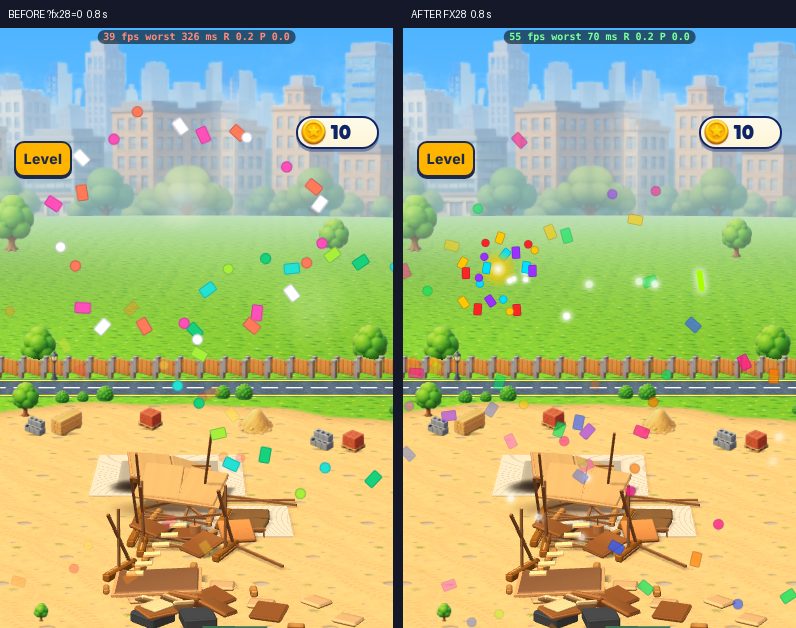 BEFORE ?fx28=0 0.8 s
39 fps worst 326 ms R 0.2 P 0.0
10
Level
AFTER FX28 0.8 s
55 fps worst 70 ms R 0.2 P 0.0
10
Level